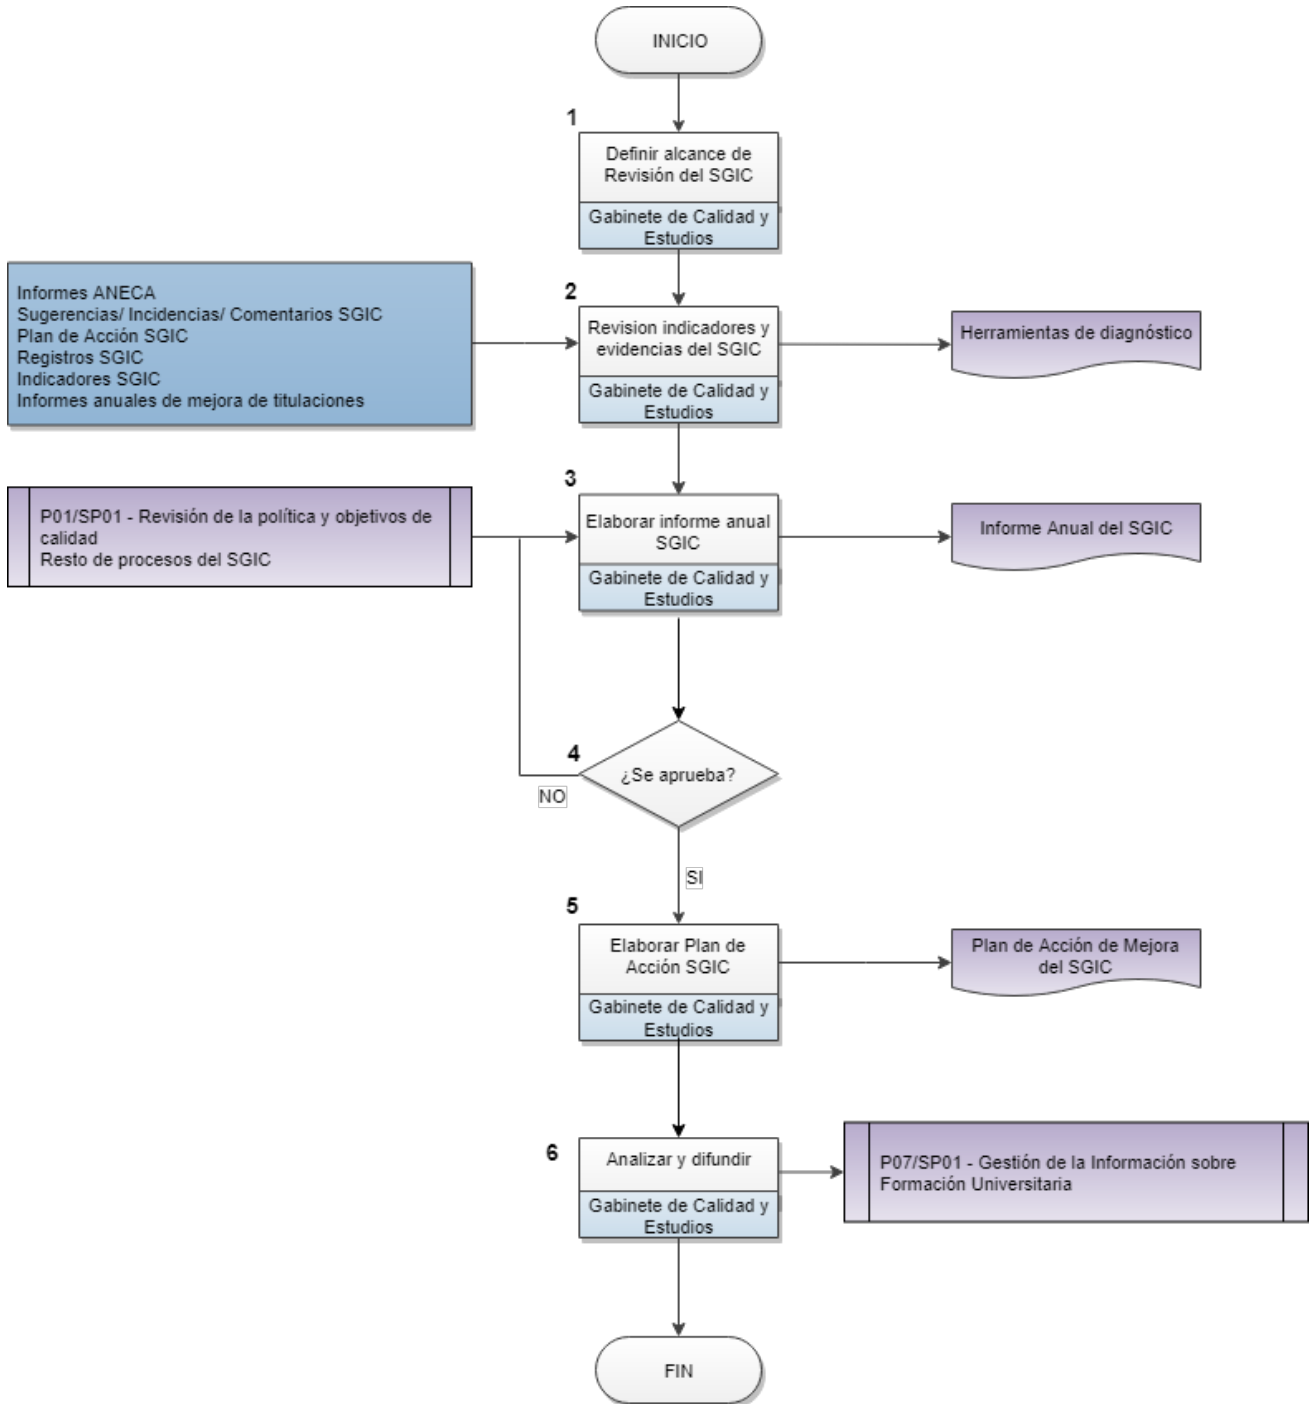 INICIO
1
Definir alcance de
Revisión del SGIC
Gabinete de Calidad y
Estudios
Informes ANECA
Sugerencias/ Incidencias/ Comentarios SGIC
Plan de Acción SGIC
Registros SGIC
Indicadores SGIC
Informes anuales de mejora de titulaciones
2
Revision indicadores y
evidencias del SGIC
Gabinete de Calidad y
Estudios
Herramientas de diagnóstico
P01/SP01 - Revisión de la política y objetivos de
calidad
Resto de procesos del SGIC
3
Elaborar informe anual
SGIC
Gabinete de Calidad y
Estudios
Informe Anual del SGIC
4
¿Se aprueba?
NO
SI
5
Elaborar Plan de
Acción SGIC
Gabinete de Calidad y
Estudios
Plan de Acción de Mejora
del SGIC
6
Analizar y difundir
Gabinete de Calidad y
Estudios
P07/SP01 - Gestión de la Información sobre
Formación Universitaria
FIN